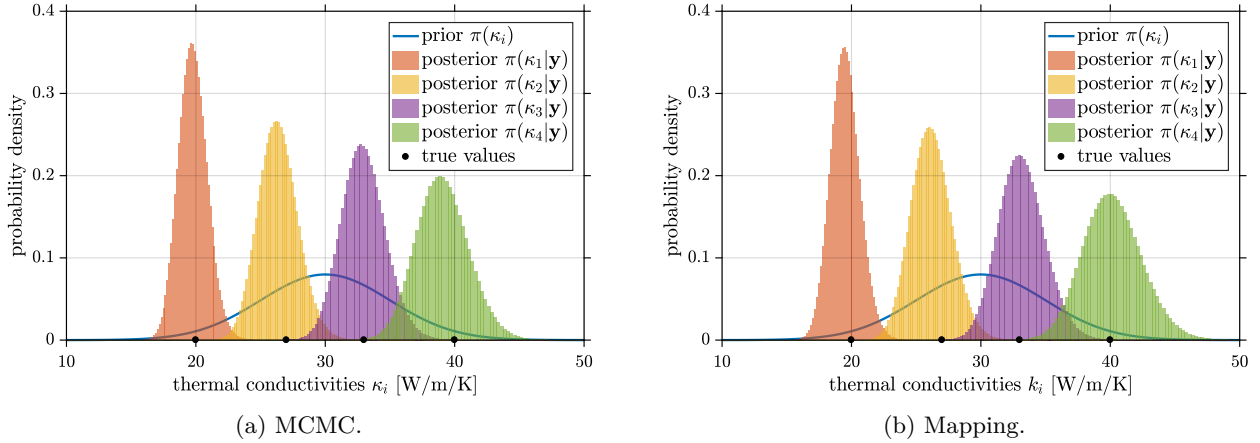 prior π(κᵢ)
posterior π(κ₁|y)
posterior π(κ₂|y)
posterior π(κ₃|y)
posterior π(κ₄|y)
true values
probability density
0.4
0.3
0.2
0.1
0
10 20 30 40 50
thermal conductivities κᵢ [W/m/K]
(a) MCMC.
prior π(κᵢ)
posterior π(κ₁|y)
posterior π(κ₂|y)
posterior π(κ₃|y)
posterior π(κ₄|y)
true values
probability density
0.4
0.3
0.2
0.1
0
10 20 30 40 50
thermal conductivities kᵢ [W/m/K]
(b) Mapping.